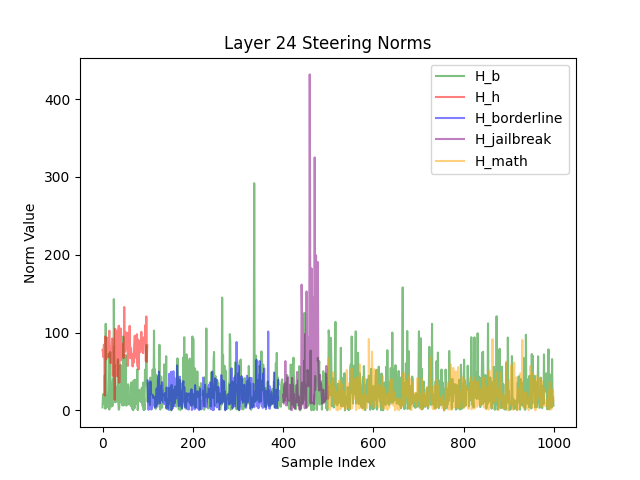 Layer 24 Steering Norms
H_b
H_h
H_borderline
H_jailbreak
H_math
Norm Value
400
300
200
100
0
0
200
400
600
800
1000
Sample Index